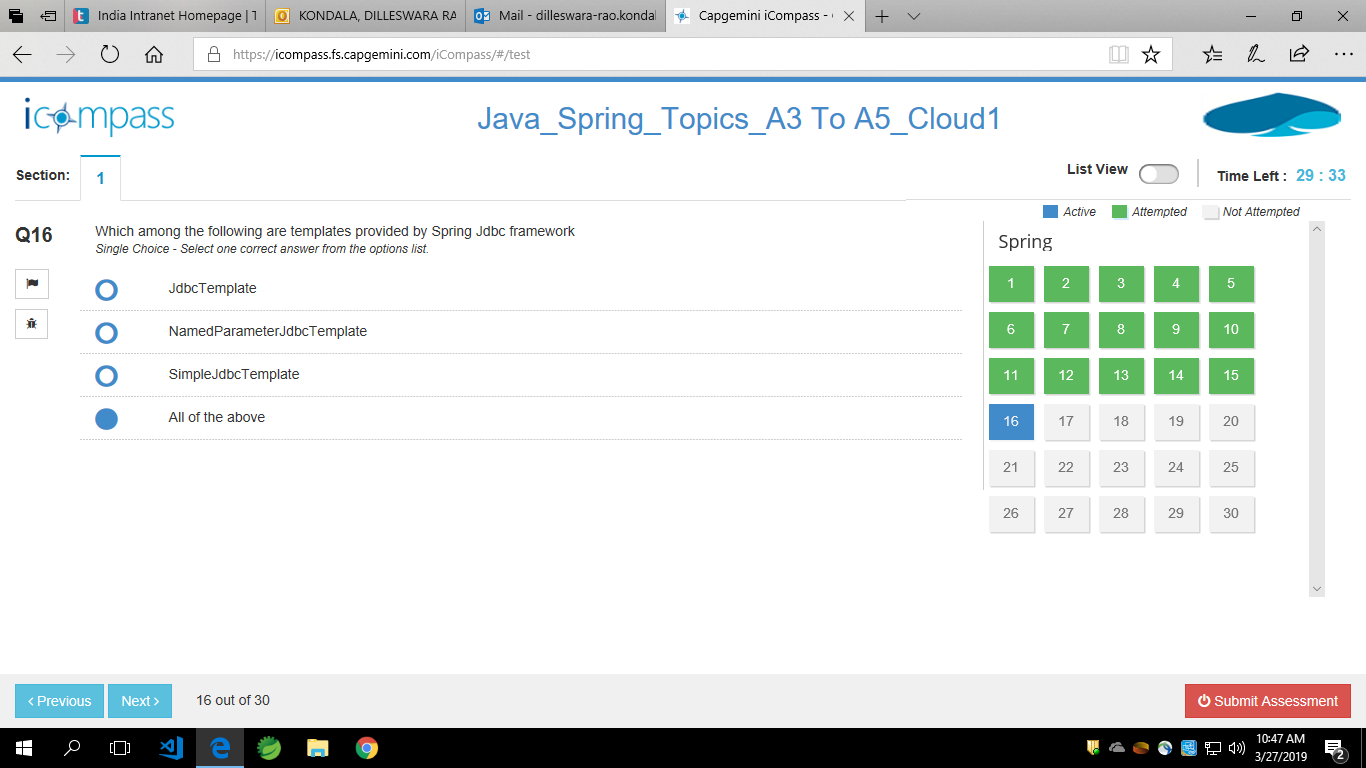 India Intranet Homepage | T
KONDALA, DILLESWARA RA
Mail - dilleswara-rao.kondal
Capgemini iCompass - 
https://icompass.fs.capgemini.com/iCompass/#/test
icompass
Java_Spring_Topics_A3 To A5_Cloud1
Section:
1
List View
Time Left : 29 : 33
Active Attempted Not Attempted
Q16
Which among the following are templates provided by Spring Jdbc framework
Single Choice - Select one correct answer from the options list.
JdbcTemplate
NamedParameterJdbcTemplate
SimpleJdbcTemplate
All of the above
Spring
1 2 3 4 5
6 7 8 9 10
11 12 13 14 15
16 17 18 19 20
21 22 23 24 25
26 27 28 29 30
Previous
Next
16 out of 30
Submit Assessment
10:47 AM
3/27/2019
2